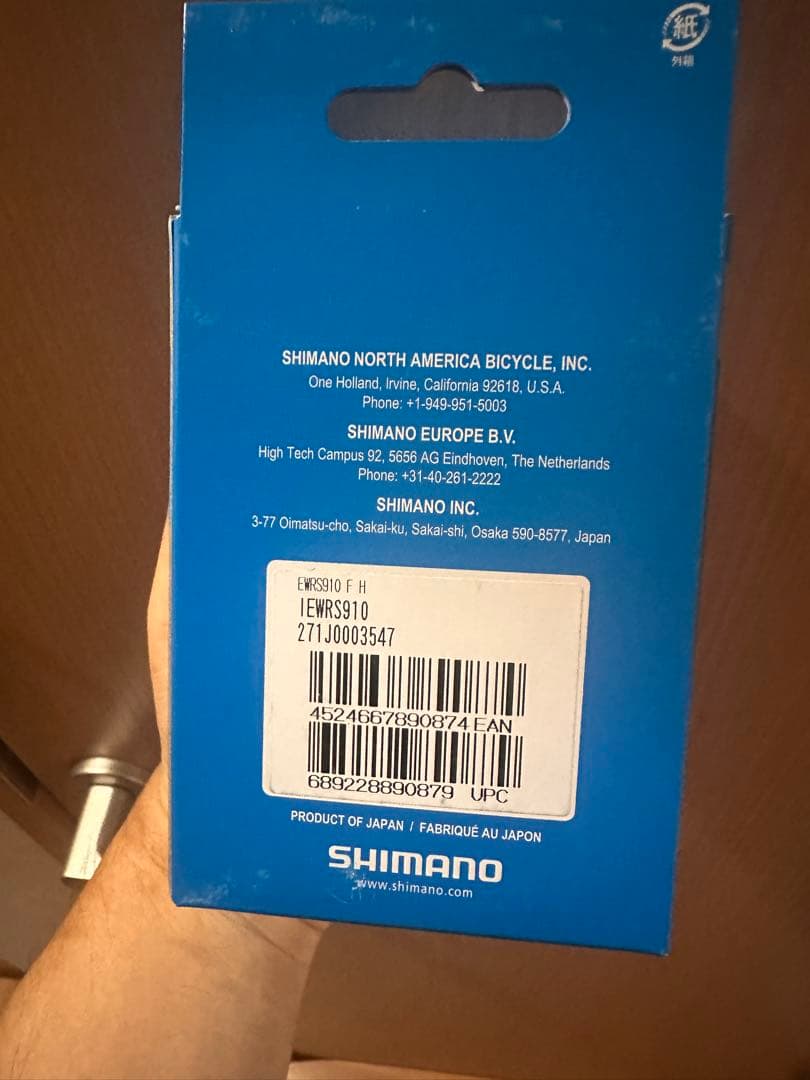 紙
外箱
SHIMANO NORTH AMERICA BICYCLE, INC.
One Holland, Irvine, California 92618, U.S.A.
Phone: +1-949-951-5003
SHIMANO EUROPE B.V.
High Tech Campus 92, 5656 AG Eindhoven, The Netherlands
Phone: +31-40-261-2222
SHIMANO INC.
3-77 Oimatsu-cho, Sakai-ku, Sakai-shi, Osaka 590-8577, Japan
EWRS910 F H
IEWRS910
271J0003547
4524667890874 EAN
689228890879 UPC
PRODUCT OF JAPAN / FABRIQUÉ AU JAPON
SHIMANO
www.shimano.com